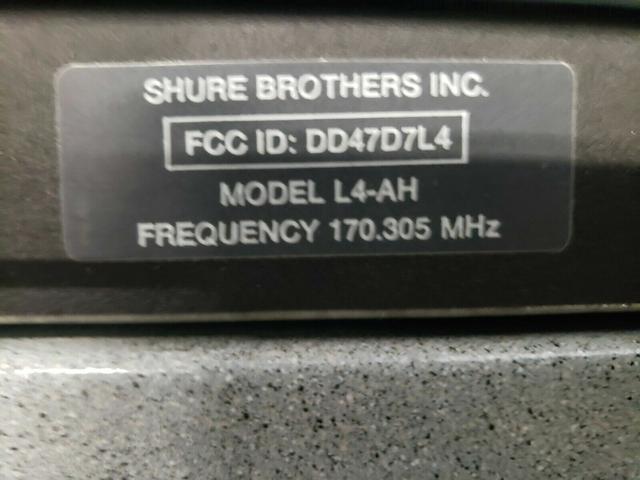 SHURE BROTHERS INC.
FCC ID: DD47D7L4
MODEL L4-AH
FREQUENCY 170.305 MHz